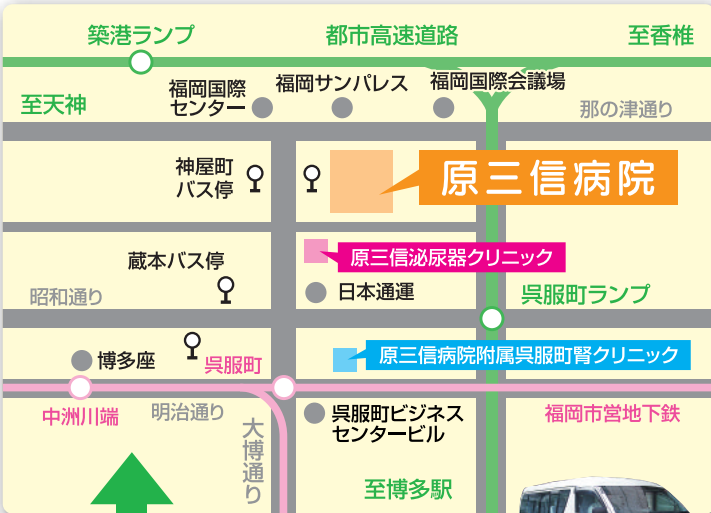 築港ランプ
都市高速道路
至香椎
福岡国際
センター
福岡サンパレス
福岡国際会議場
至天神
那の津通り
神屋町
バス停
原三信病院
蔵本バス停
原三信泌尿器クリニック
日本通運
昭和通り
呉服町ランプ
博多座
呉服町
原三信病院附属呉服町腎クリニック
中洲川端
明治通り
大博通り
呉服町ビジネス
センタービル
福岡市営地下鉄
至博多駅